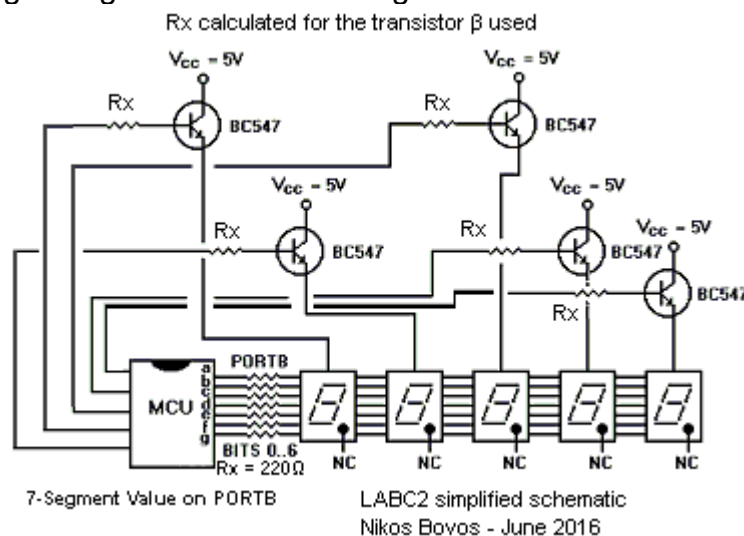 Rx calculated for the transistor β used
Vcc = 5V
Vcc = 5V
Rx
Rx
BC547
BC547
Vcc = 5V
Vcc = 5V
Vcc = 5V
Rx
Rx
BC547
BC547
BC547
Rx
PORTB
a
b
c
d
e
f
g
MCU
BITS 0..6
Rx = 220Ω
NC
NC
NC
NC
NC
7-Segment Value on PORTB
LABC2 simplified schematic
Nikos Bovos - June 2016